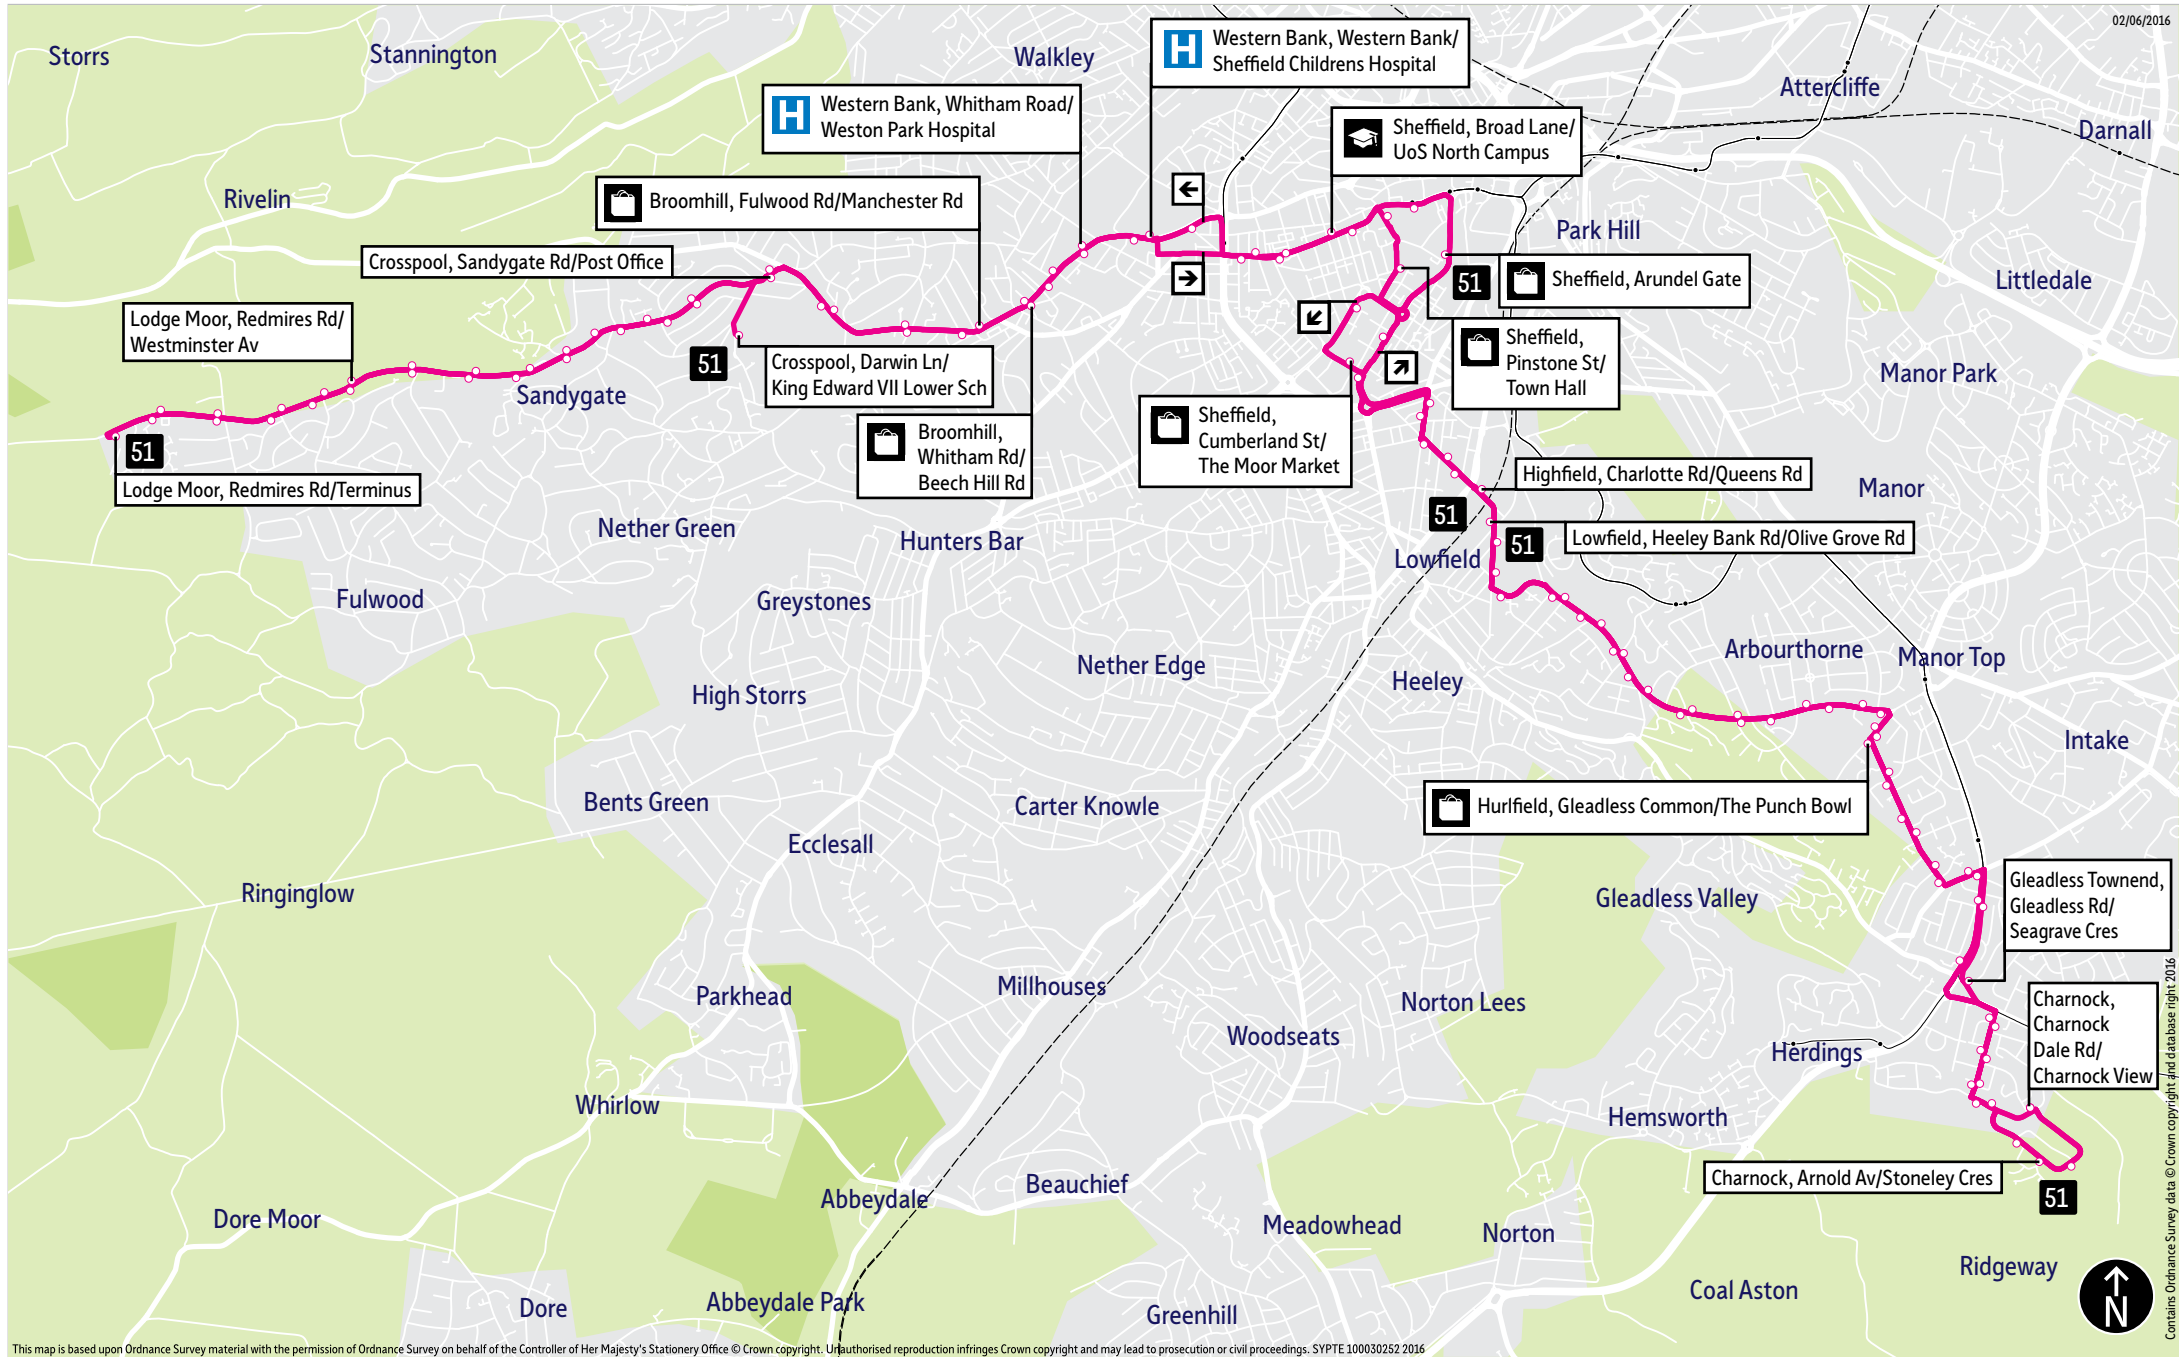 02/06/2016
Storrs
Stannington
Walkley
Western Bank, Western Bank/
Sheffield Childrens Hospital
Attercliffe
Darnall
Western Bank, Whitham Road/
Weston Park Hospital
Sheffield, Broad Lane/
UoS North Campus
Rivelin
Broomhill, Fulwood Rd/Manchester Rd
Park Hill
Crosspool, Sandygate Rd/Post Office
51
Sheffield, Arundel Gate
Littledale
Lodge Moor, Redmires Rd/
Westminster Av
51
Crosspool, Darwin Ln/
King Edward VII Lower Sch
Sheffield,
Pinstone St/
Town Hall
Manor Park
Sandygate
Sheffield,
Cumberland St/
The Moor Market
Broomhill,
Whitham Rd/
Beech Hill Rd
51
Lodge Moor, Redmires Rd/Terminus
Highfield, Charlotte Rd/Queens Rd
Manor
51
51
Lowfield, Heeley Bank Rd/Olive Grove Rd
Nether Green
Hunters Bar
Lowfield
Fulwood
Greystones
Arbourthorne
Manor Top
Nether Edge
Heeley
High Storrs
Intake
Bents Green
Carter Knowle
Hurlfield, Gleadless Common/The Punch Bowl
Ecclesall
Ringinglow
Gleadless Valley
Gleadless Townend,
Gleadless Rd/
Seagrave Cres
Parkhead
Millhouses
Norton Lees
Charnock,
Charnock
Dale Rd/
Charnock View
Woodseats
Herdings
Whirlow
Hemsworth
Charnock, Arnold Av/Stoneley Cres
51
Beauchief
Abbeydale
Dore Moor
Meadowhead
Norton
Ridgeway
Coal Aston
Dore
Abbeydale Park
Greenhill
N
Contains Ordnance Survey data © Crown copyright and database right 2016
This map is based upon Ordnance Survey material with the permission of Ordnance Survey on behalf of the Controller of Her Majesty's Stationery Office © Crown copyright. Unauthorised reproduction infringes Crown copyright and may lead to prosecution or civil proceedings. SYPTE 100030252 2016